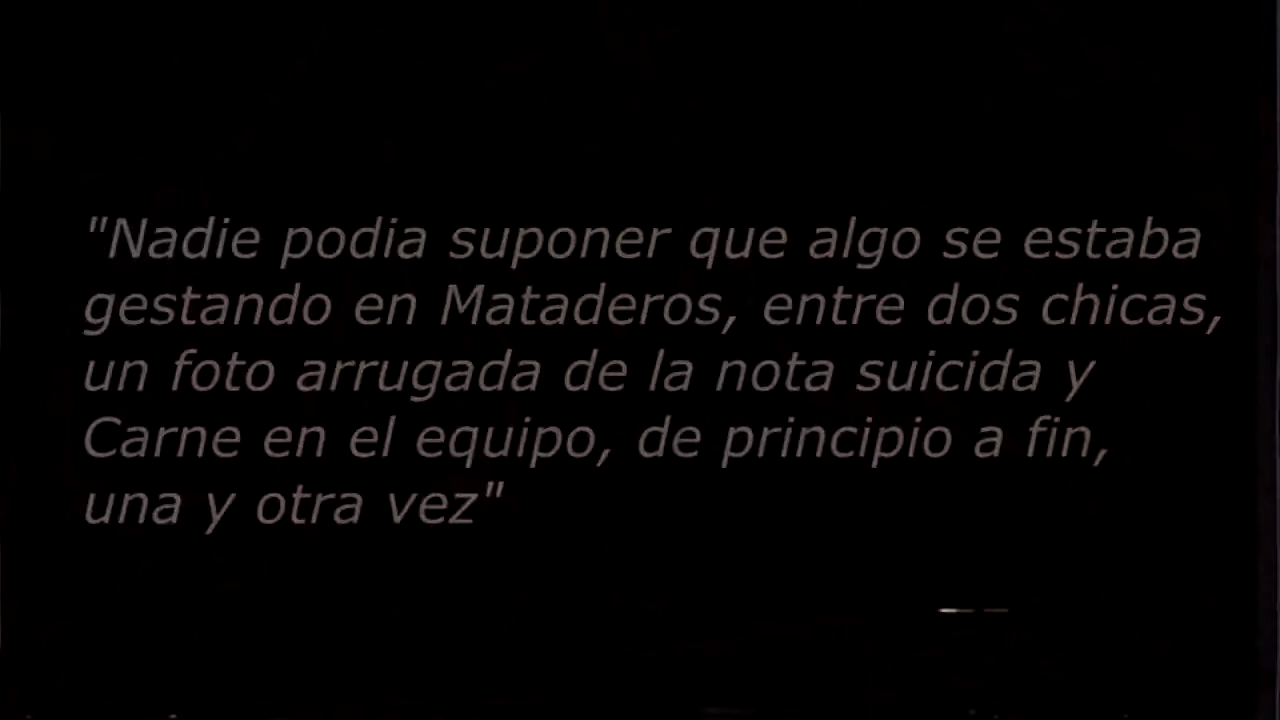 "Nadie podia suponer que algo se estaba
gestando en Mataderos, entre dos chicas,
un foto arrugada de la nota suicida y
Carne en el equipo, de principio a fin,
una y otra vez"